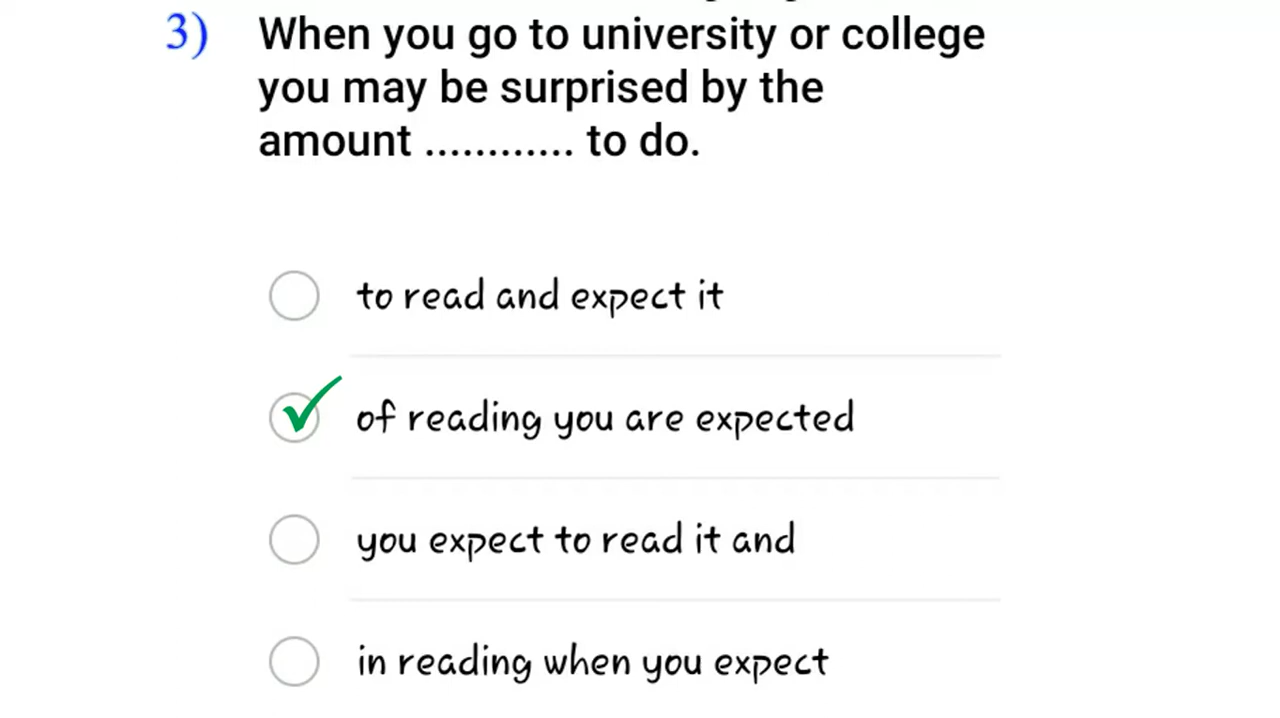 3) When you go to university or college
you may be surprised by the
amount ............ to do.
to read and expect it
of reading you are expected
you expect to read it and
in reading when you expect